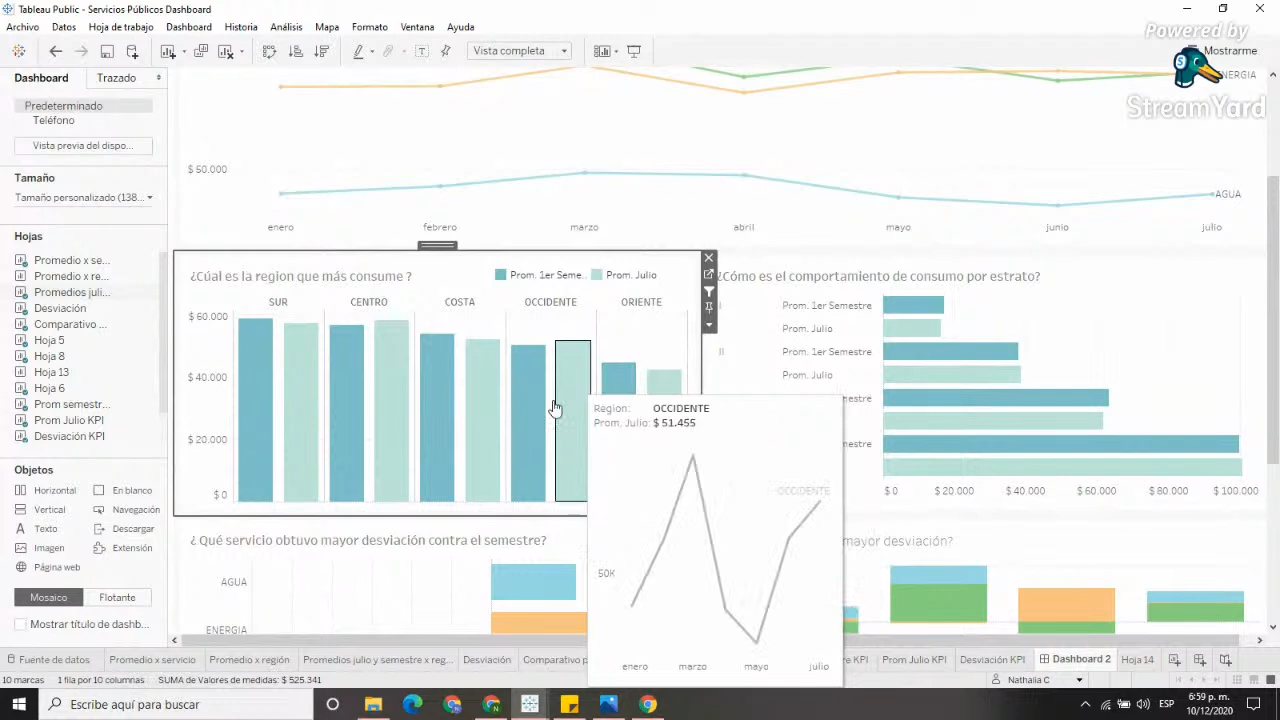 Tableau Public - Servicios Públicos Dashboard
Archivo Datos Hoja de trabajo Dashboard Historia Análisis Mapa Formato Ventana Ayuda
Powered by
StreamYard
Vista completa
Mostrarme
Dashboard Trazado
Predeterminado
Teléfono
Vista previa del dispo...
Tamaño
Tamaño personalizado (138...
Hojas
Promedio x se...
Promedio x re...
Promedios juli...
Desviación
Comparativo ...
Hoja 5
Hoja 8
Hoja 13
Hoja 6
Prom semestr...
Prom Julio KPI
Desviación KPI
Objetos
Horizontal En blanco
Vertical Navegación
Texto Descargar
Imagen Extensión
Página web
Mosaico Flotante
Mostrar título de dashb...
ENERGIA
$ 50.000
AGUA
enero febrero marzo abril mayo junio julio
¿Cúal es la region que más consume ?
Prom. 1er Seme.. Prom. Julio
SUR CENTRO COSTA OCCIDENTE ORIENTE
$ 60.000
$ 40.000
$ 20.000
$ 0
¿Cómo es el comportamiento de consumo por estrato?
I Prom. 1er Semestre
Prom. Julio
II Prom. 1er Semestre
Prom. Julio
mestre
mestre
$ 0 $ 20.000 $ 40.000 $ 60.000 $ 80.000 $ 100.000
Region: OCCIDENTE
Prom. Julio: $ 51.455
OCCIDENTE
50K
enero marzo mayo julio
¿ Qué servicio obtuvo mayor desviación contra el semestre?
AGUA
ENERGIA
mayor desviación?
Fuente de datos Promedio x servicio Promedio x región Promedios julio y semestre x reg... Desviación Comparativo p re KPI Prom Julio KPI Desviación KPI Dashboard 2 Hoja 14
10 marcas 1 fila por 10 columnas SUMA de Valores de medidas: $ 525.341
Nathalia C
Escribe aquí para buscar
ESP
6:59 p. m.
10/12/2020